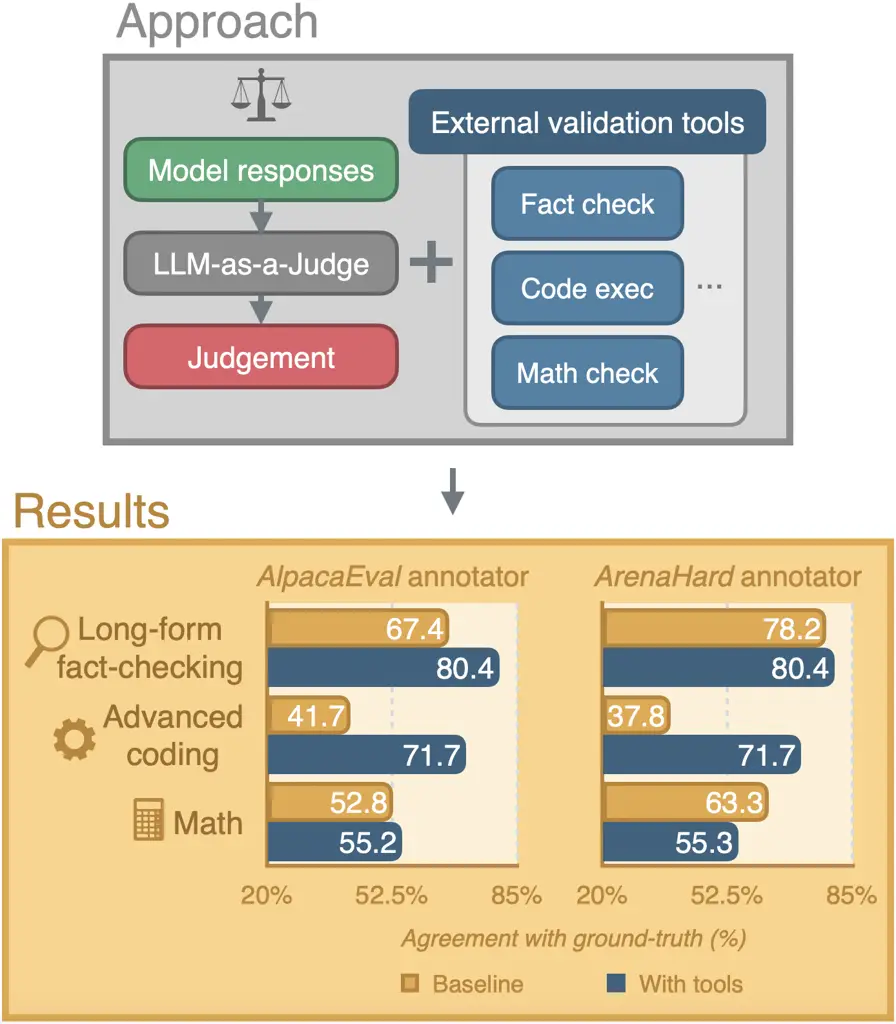 Approach
External validation tools
Model responses
LLM-as-a-Judge
Judgement
+
Fact check
Code exec
...
Math check
Results
AlpacaEval annotator
ArenaHard annotator
Long-form
fact-checking
67.4
80.4
78.2
80.4
Advanced
coding
41.7
71.7
37.8
71.7
Math
52.8
55.2
63.3
55.3
20% 52.5% 85%
20% 52.5% 85%
Agreement with ground-truth (%)
Baseline
With tools